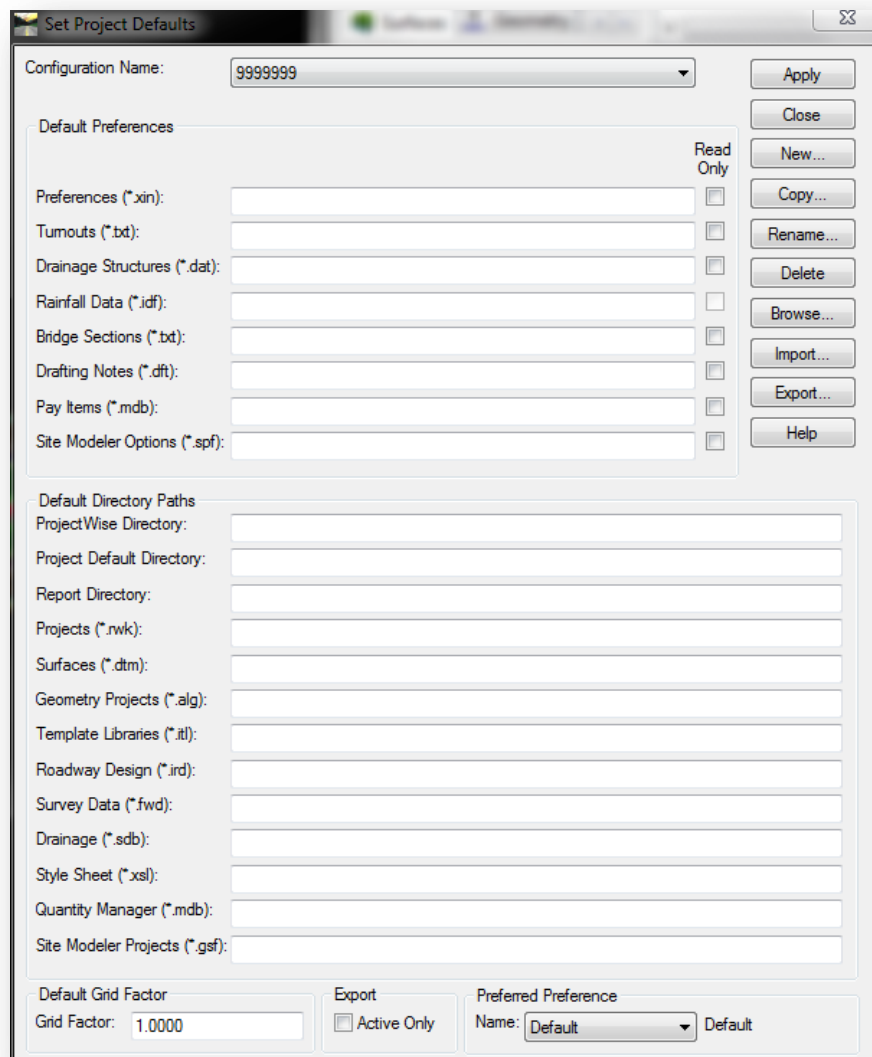 Set Project Defaults
Configuration Name: 9999999
Apply
Close
New...
Copy...
Rename...
Delete
Browse...
Import...
Export...
Help
Default Preferences
Read
Only
Preferences (*.xin):
Turnouts (*.txt):
Drainage Structures (*.dat):
Rainfall Data (*.idf):
Bridge Sections (*.txt):
Drafting Notes (*.dft):
Pay Items (*.mdb):
Site Modeler Options (*.spf):
Default Directory Paths
ProjectWise Directory:
Project Default Directory:
Report Directory:
Projects (*.rwk):
Surfaces (*.dtm):
Geometry Projects (*.alg):
Template Libraries (*.itl):
Roadway Design (*.ird):
Survey Data (*.fwd):
Drainage (*.sdb):
Style Sheet (*.xsl):
Quantity Manager (*.mdb):
Site Modeler Projects (*.gsf):
Default Grid Factor
Grid Factor: 1.0000
Export
Active Only
Preferred Preference
Name: Default Default